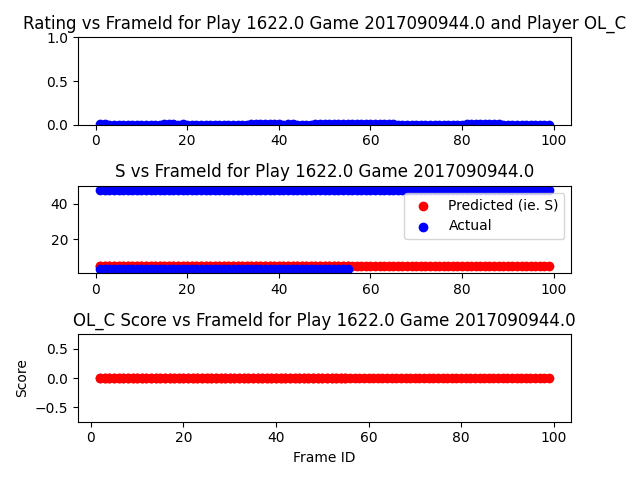 Rating vs FrameId for Play 1622.0 Game 2017090944.0 and Player OL_C
1.0
0.5
0.0
0 20 40 60 80 100
S vs FrameId for Play 1622.0 Game 2017090944.0
40
20
Predicted (ie. S)
Actual
0 20 40 60 80 100
OL_C Score vs FrameId for Play 1622.0 Game 2017090944.0
Score
0.5
0.0
−0.5
0 20 40 60 80 100
Frame ID